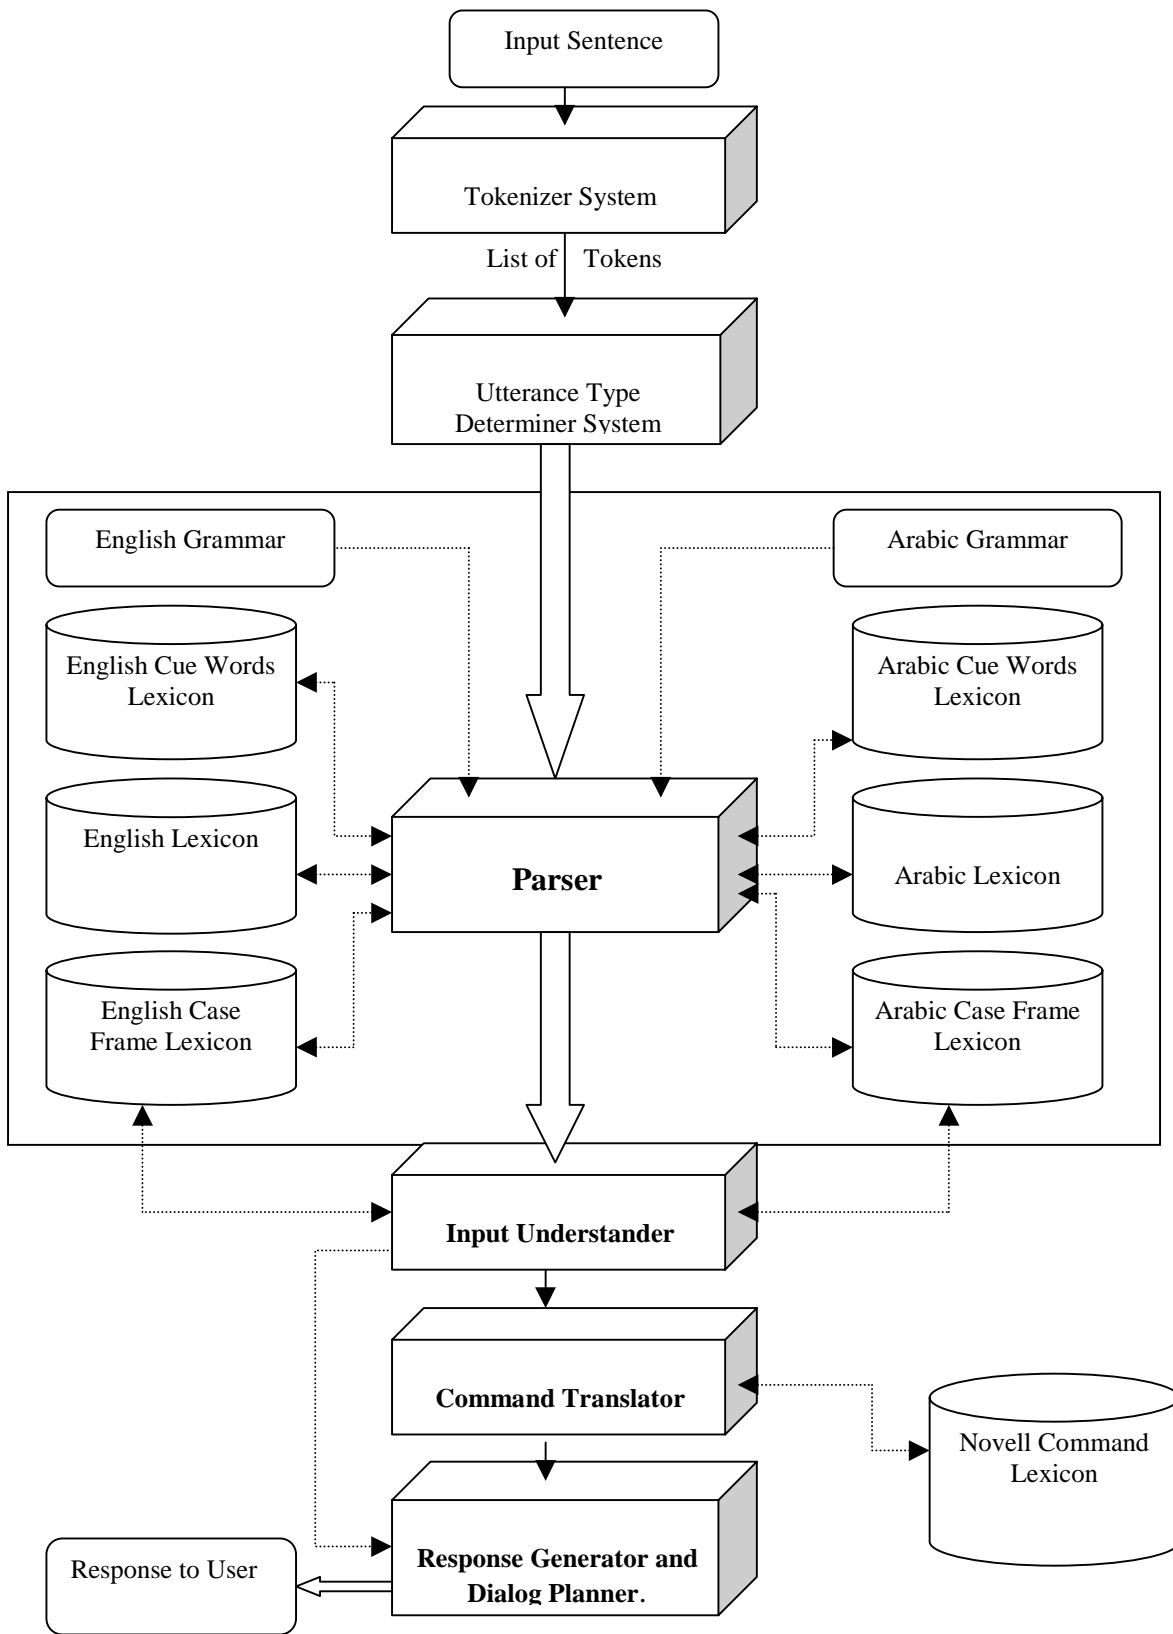 Input Sentence
Tokenizer System
List of Tokens
Utterance Type
Determiner System
English Grammar
Arabic Grammar
English Cue Words
Lexicon
Arabic Cue Words
Lexicon
English Lexicon
Parser
Arabic Lexicon
English Case
Frame Lexicon
Arabic Case Frame
Lexicon
Input Understander
Command Translator
Novell Command
Lexicon
Response Generator and
Dialog Planner.
Response to User